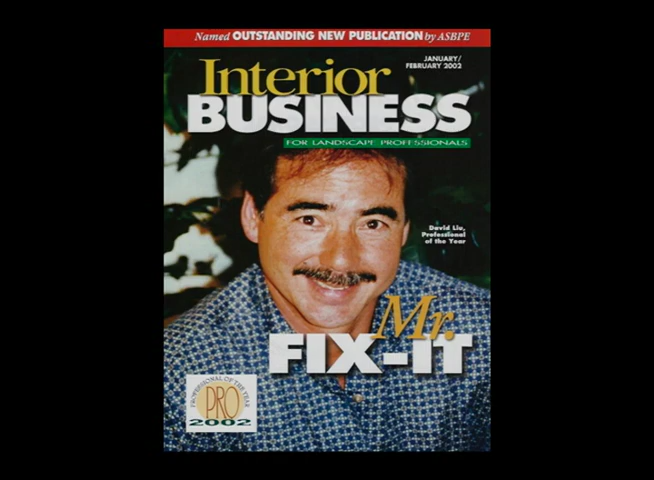 Named OUTSTANDING NEW PUBLICATION by ASBPE
JANUARY/
FEBRUARY 2002
Interior
BUSINESS
FOR LANDSCAPE PROFESSIONALS
David Liu,
Professional
of the Year
Mr.
FIX-IT
PROFESSIONAL OF THE YEAR
PRO
2002